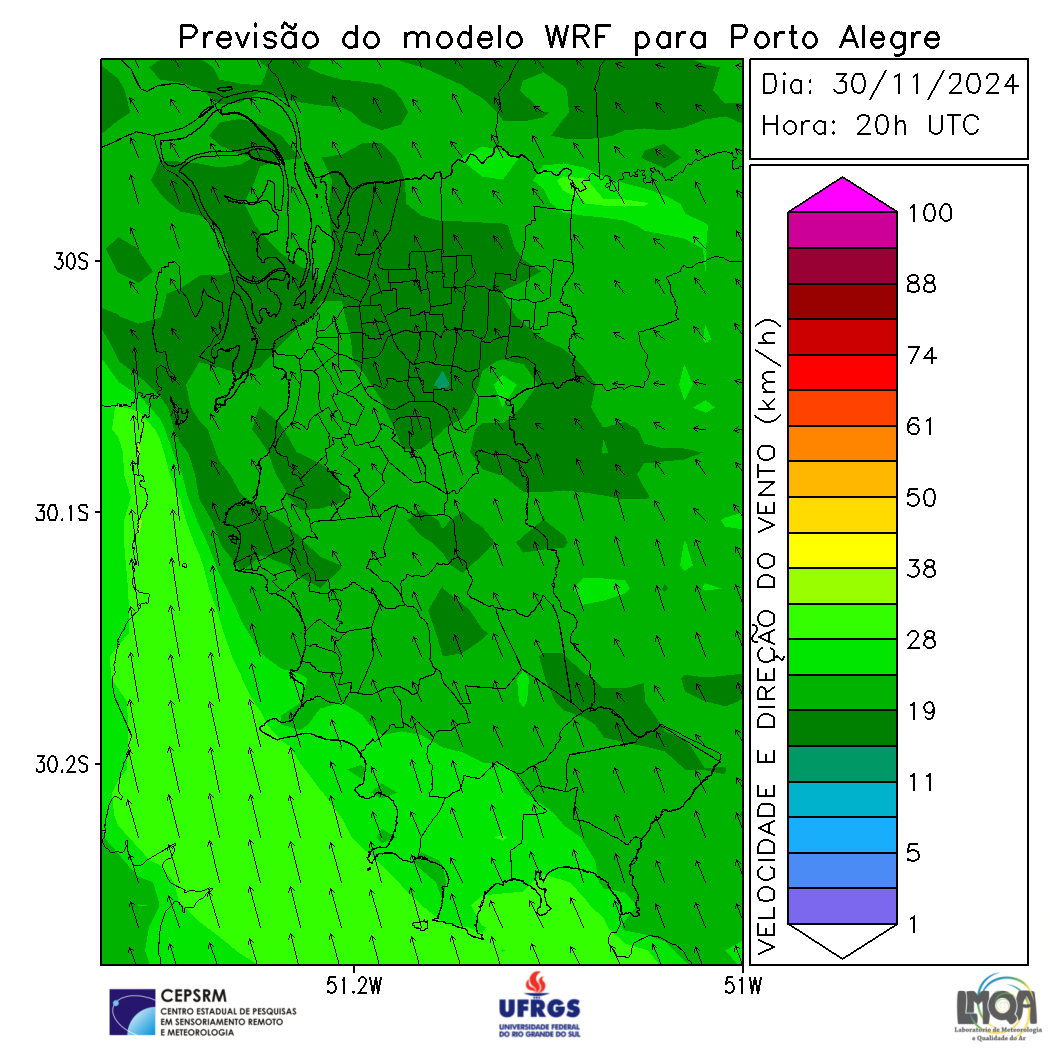 Previsão do modelo WRF para Porto Alegre
Dia: 30/11/2024
Hora: 20h UTC
30S
30.1S
30.2S
51.2W
51W
VELOCIDADE E DIREÇÃO DO VENTO (km/h)
100
88
74
61
50
38
28
19
11
5
1
CEPSRM
CENTRO ESTADUAL DE PESQUISAS
EM SENSORIAMENTO REMOTO
E METEOROLOGIA
UFRGS
UNIVERSIDADE FEDERAL
DO RIO GRANDE DO SUL
LMQA
Laboratório de Meteorologia
e Qualidade do Ar